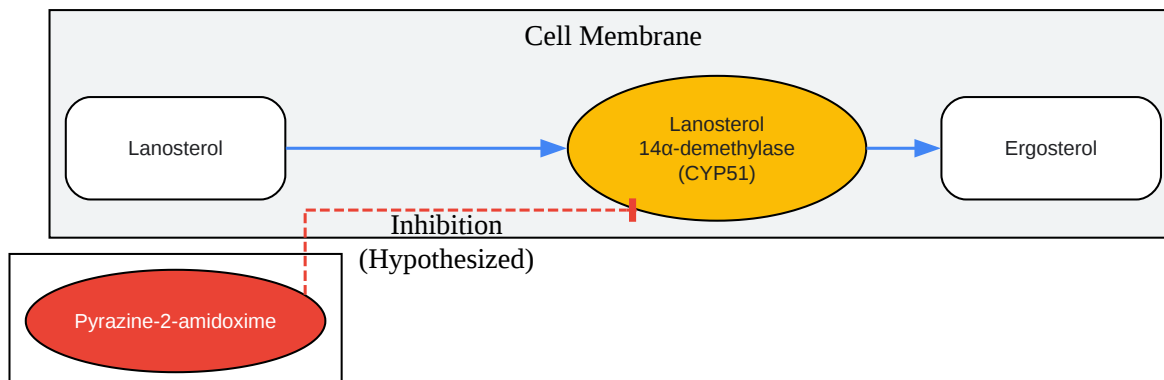 Cell Membrane
Lanosterol
Lanosterol
14α-demethylase
(CYP51)
Ergosterol
Inhibition
(Hypothesized)
Pyrazine-2-amidoxime